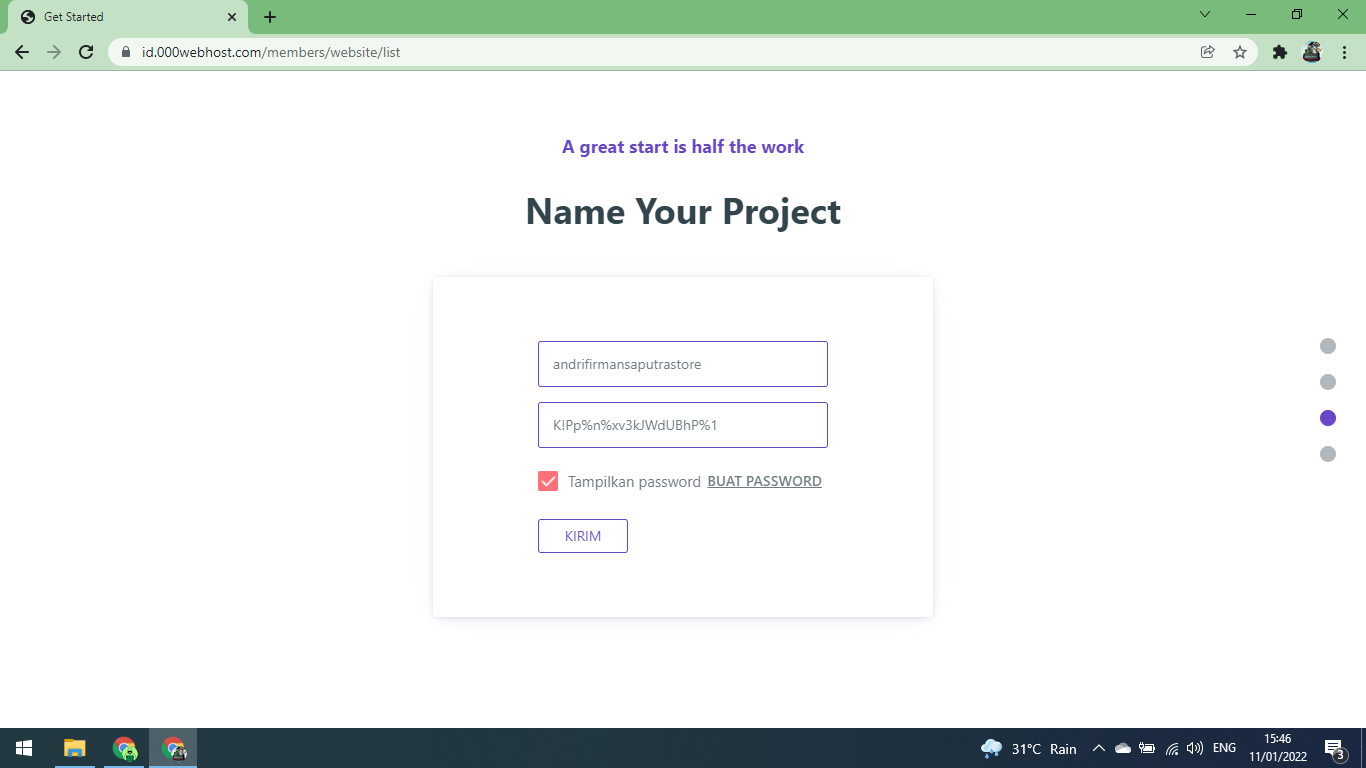 Get Started
id.000webhost.com/members/website/list
A great start is half the work
Name Your Project
andrifirmansaputrastore
K!Pp%n%xv3kJWdUBhP%1
Tampilkan password BUAT PASSWORD
KIRIM
31°C Rain
ENG
15:46
11/01/2022
3